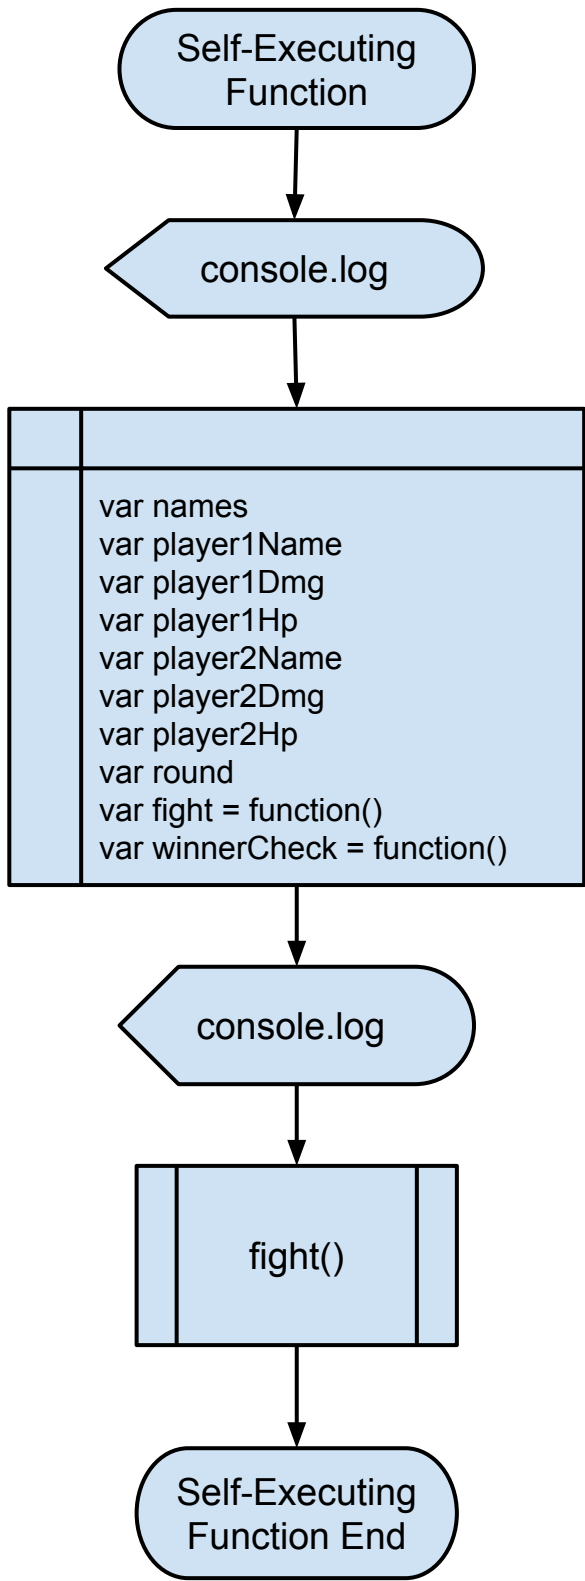 Self-Executing
Function
console.log
var names
var player1Name
var player1Dmg
var player1Hp
var player2Name
var player2Dmg
var player2Hp
var round
var fight = function()
var winnerCheck = function()
console.log
fight()
Self-Executing
Function End